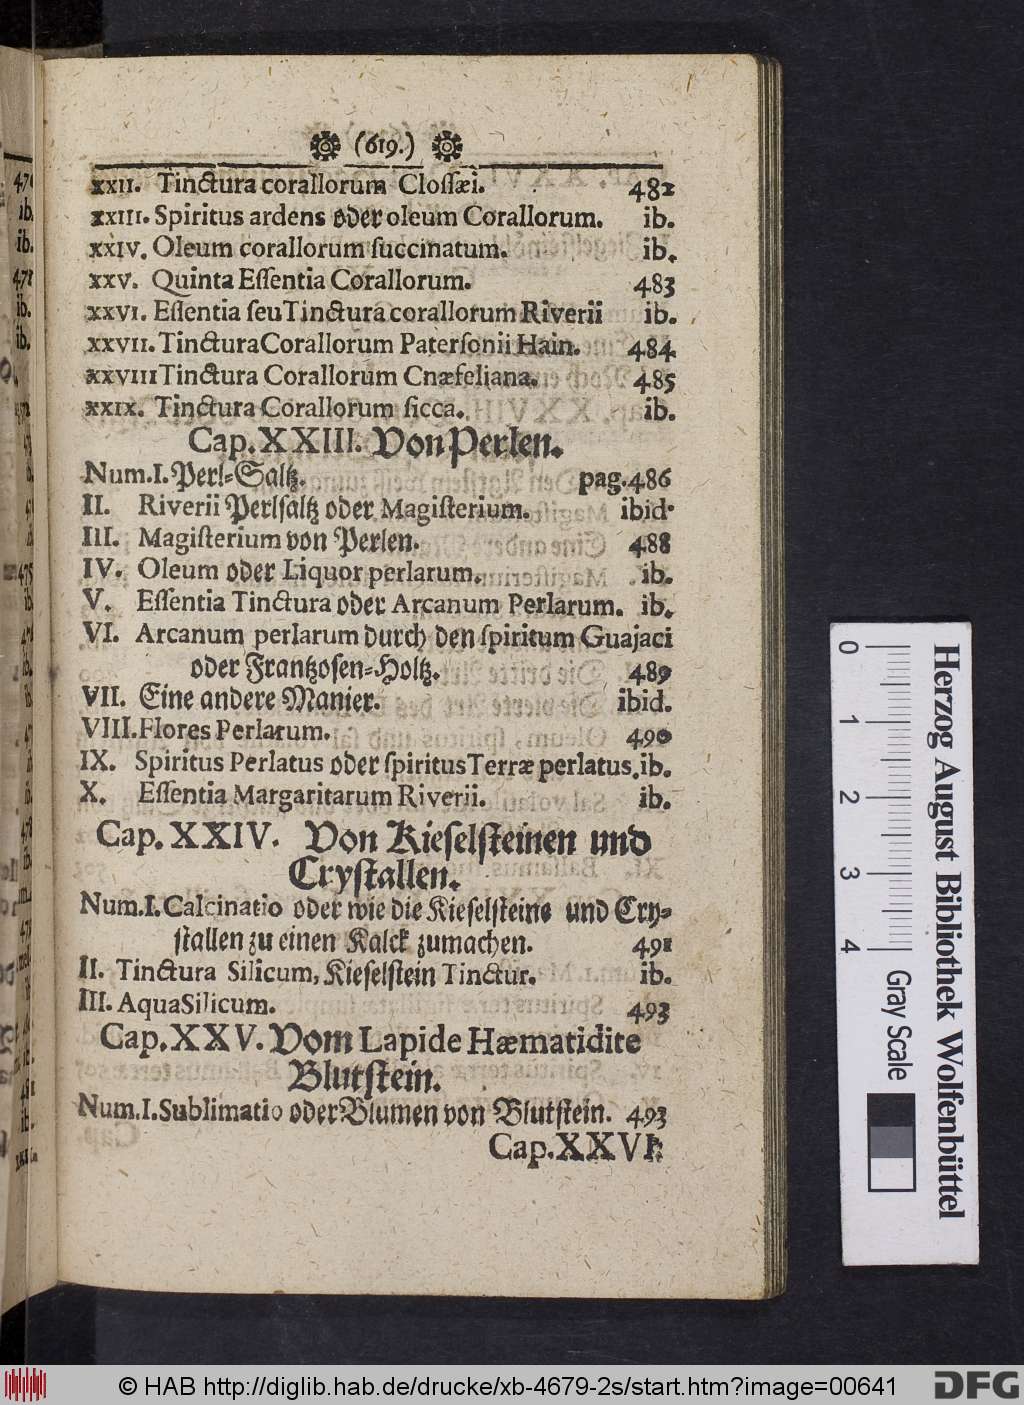 (619.)
XXII. Tinctura corallorum Closſæi. 482
XXIII. Spiritus ardens oder oleum Corallorum. ib.
XXIV. Oleum corallorum ſuccinatum. ib.
XXV. Quinta Eſſentia Corallorum. 483
XXVI. Eſſentia ſeu Tinctura corallorum Riverii ib.
XXVII. Tinctura Corallorum Paterſonii Hain. 484
XXVIII Tinctura Corallorum Cnæfeliana. 485
XXIX. Tinctura Corallorum ſicca. ib.
Cap. XXIII. Von Perlen.
Num. I. Perl-Saltz. pag. 486
II. Riverii Perlſaltz oder Magiſterium. ibid.
III. Magiſterium von Perlen. 488
IV. Oleum oder Liquor perlarum. ib.
V. Eſſentia Tinctura oder Arcanum Perlarum. ib.
VI. Arcanum perlarum durch den ſpiritum Guajaci
oder Frantzoſen-Holtz. 489
VII. Eine andere Manier. ibid.
VIII. Flores Perlarum. 490
IX. Spiritus Perlatus oder ſpiritus Terræ perlatus. ib.
X. Eſſentia Margaritarum Riverii. ib.
Cap. XXIV. Von Kieſelſteinen und
Cryſtallen.
Num. I. Calcinatio oder wie die Kieſelſteine und Cry-
ſtallen zu einen Kalck zumachen. 492
II. Tinctura Silicum, Kieſelſtein Tinctur. ib.
III. Aqua Silicum. 493
Cap. XXV. Vom Lapide Hæmatidite
Blutſtein.
Num. I. Sublimatio oder Blumen von Blutſtein. 493
Cap. XXVI.
0 1 2 3 4
Herzog August Bibliothek Wolfenbüttel
Gray Scale
© HAB http://diglib.hab.de/drucke/xb-4679-2s/start.htm?image=00641
DFG